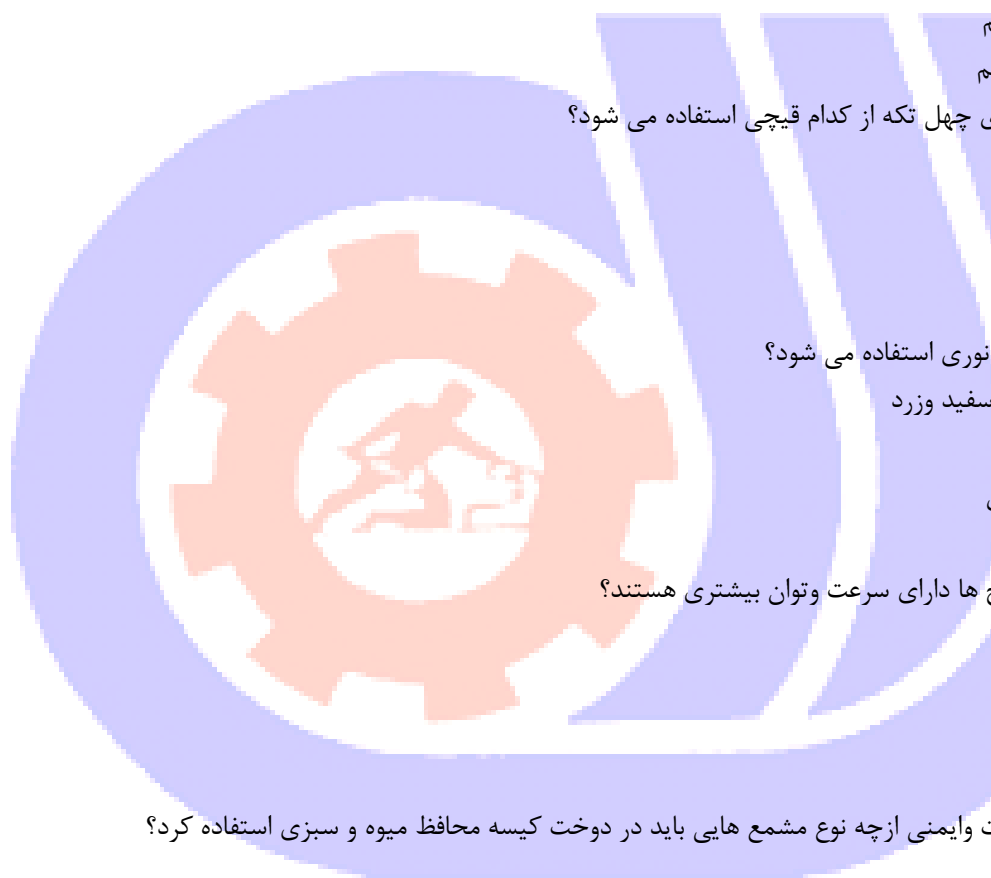 چهل تکه از کدام قیچی استفاده می شود؟
نوری استفاده می شود؟
سفید وزرد
ها دارای سرعت وتوان بیشتری هستند؟
وایمنی ازچه نوع مشمع هایی باید در دوخت کیسه محافظ میوه و سبزی استفاده کرد؟